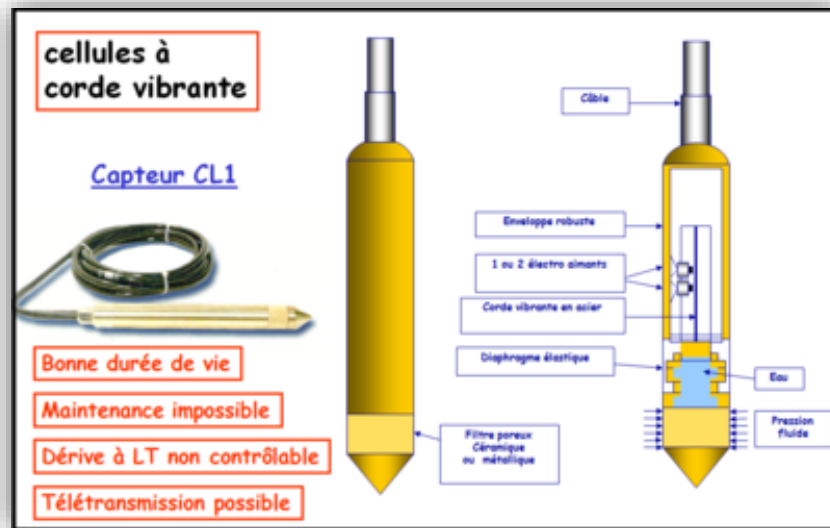 cellules à
corde vibrante
Capteur CL1
Bonne durée de vie
Maintenance impossible
Dérive à LT non contrôlable
Télétransmission possible
Câble
Enveloppe robuste
1 ou 2 électro aimants
Corde vibrante en acier
Diaphragme élastique
Eau
Filtre poreux
Céramique
ou métallique
Pression
fluide